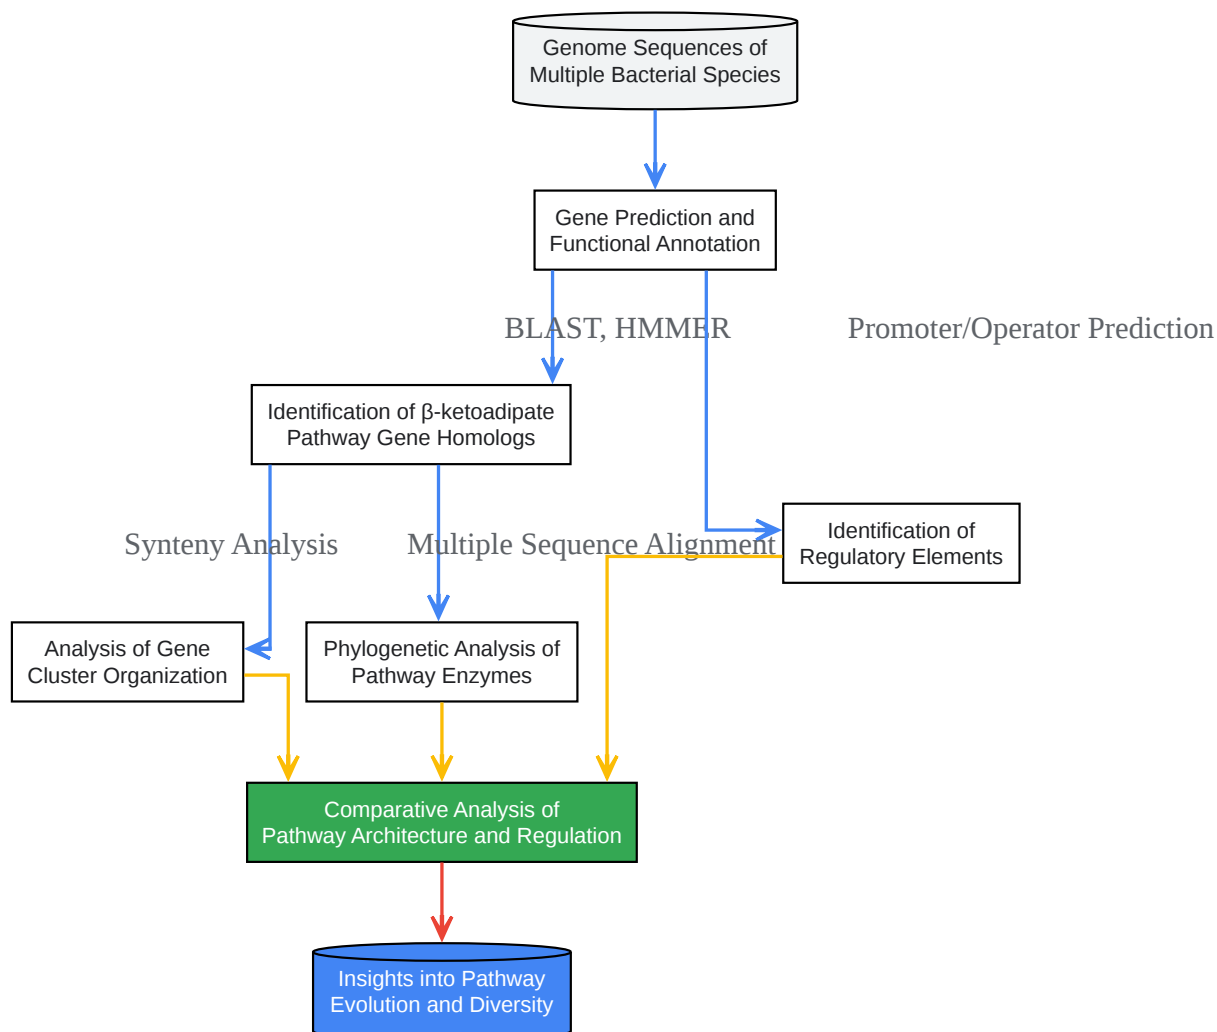 Genome Sequences of
Multiple Bacterial Species
Gene Prediction and
Functional Annotation
BLAST, HMMER
Promoter/Operator Prediction
Identification of β-ketoadipate
Pathway Gene Homologs
Synteny Analysis
Multiple Sequence Alignment
Identification of
Regulatory Elements
Analysis of Gene
Cluster Organization
Phylogenetic Analysis of
Pathway Enzymes
Comparative Analysis of
Pathway Architecture and Regulation
Insights into Pathway
Evolution and Diversity